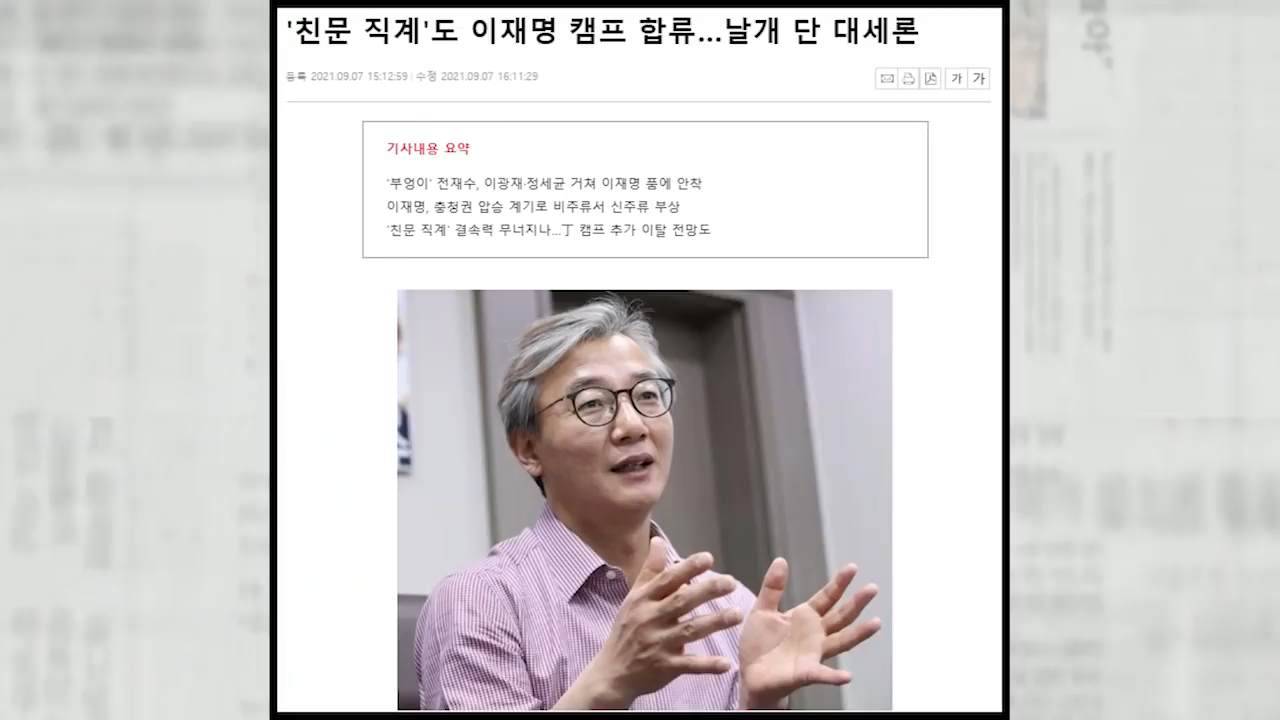 '친문 직계'도 이재명 캠프 합류...날개 단 대세론
등록 2021.09.07 15:12:59 | 수정 2021.09.07 16:11:29
가 가
기사내용 요약
'부엉이' 전재수, 이광재·정세균 거쳐 이재명 품에 안착
이재명, 충청권 압승 계기로 비주류서 신주류 부상
'친문 직계' 결속력 무너지나...丁 캠프 추가 이탈 전망도